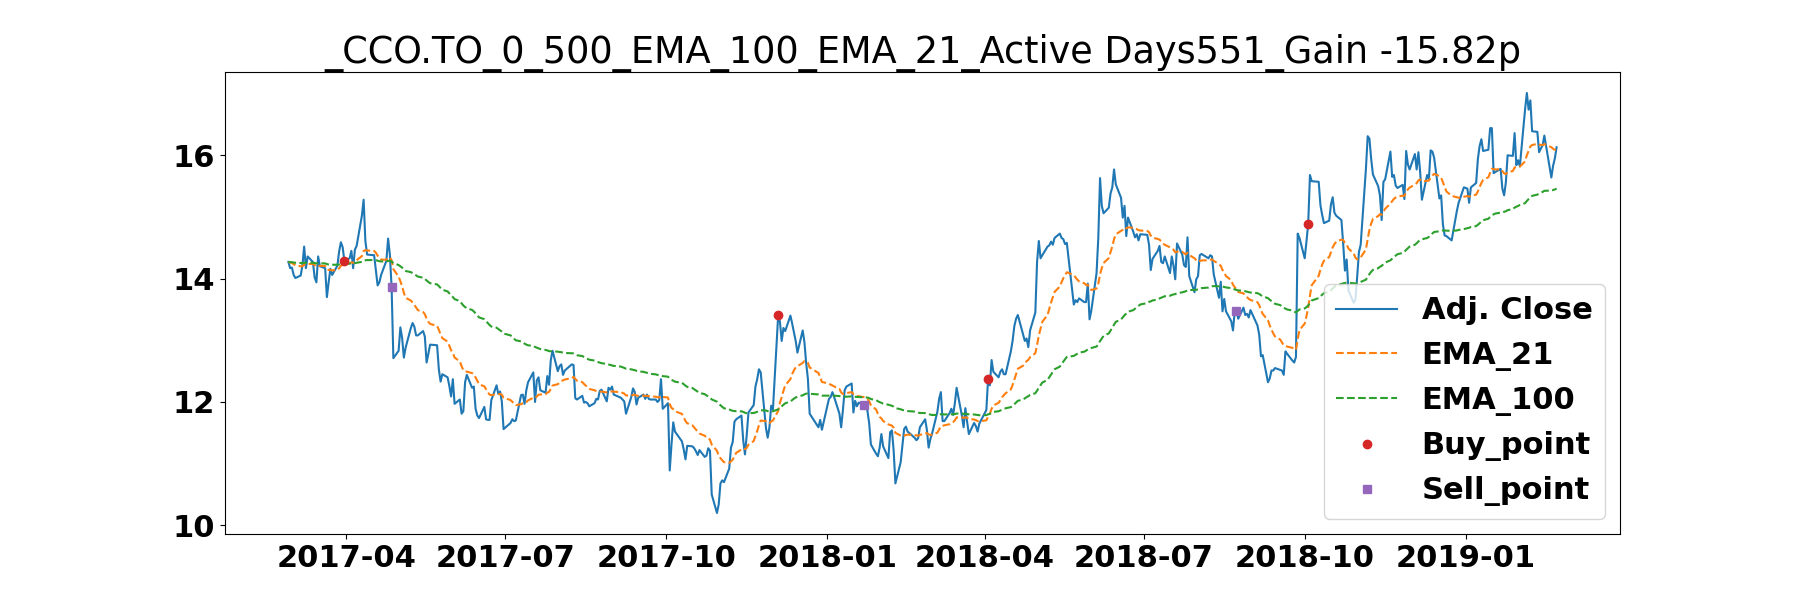 _CCO.TO_0_500_EMA_100_EMA_21_Active Days551_Gain -15.82p
16
14
12
10
Adj. Close
EMA_21
EMA_100
Buy_point
Sell_point
2017-04 2017-07 2017-10 2018-01 2018-04 2018-07 2018-10 2019-01